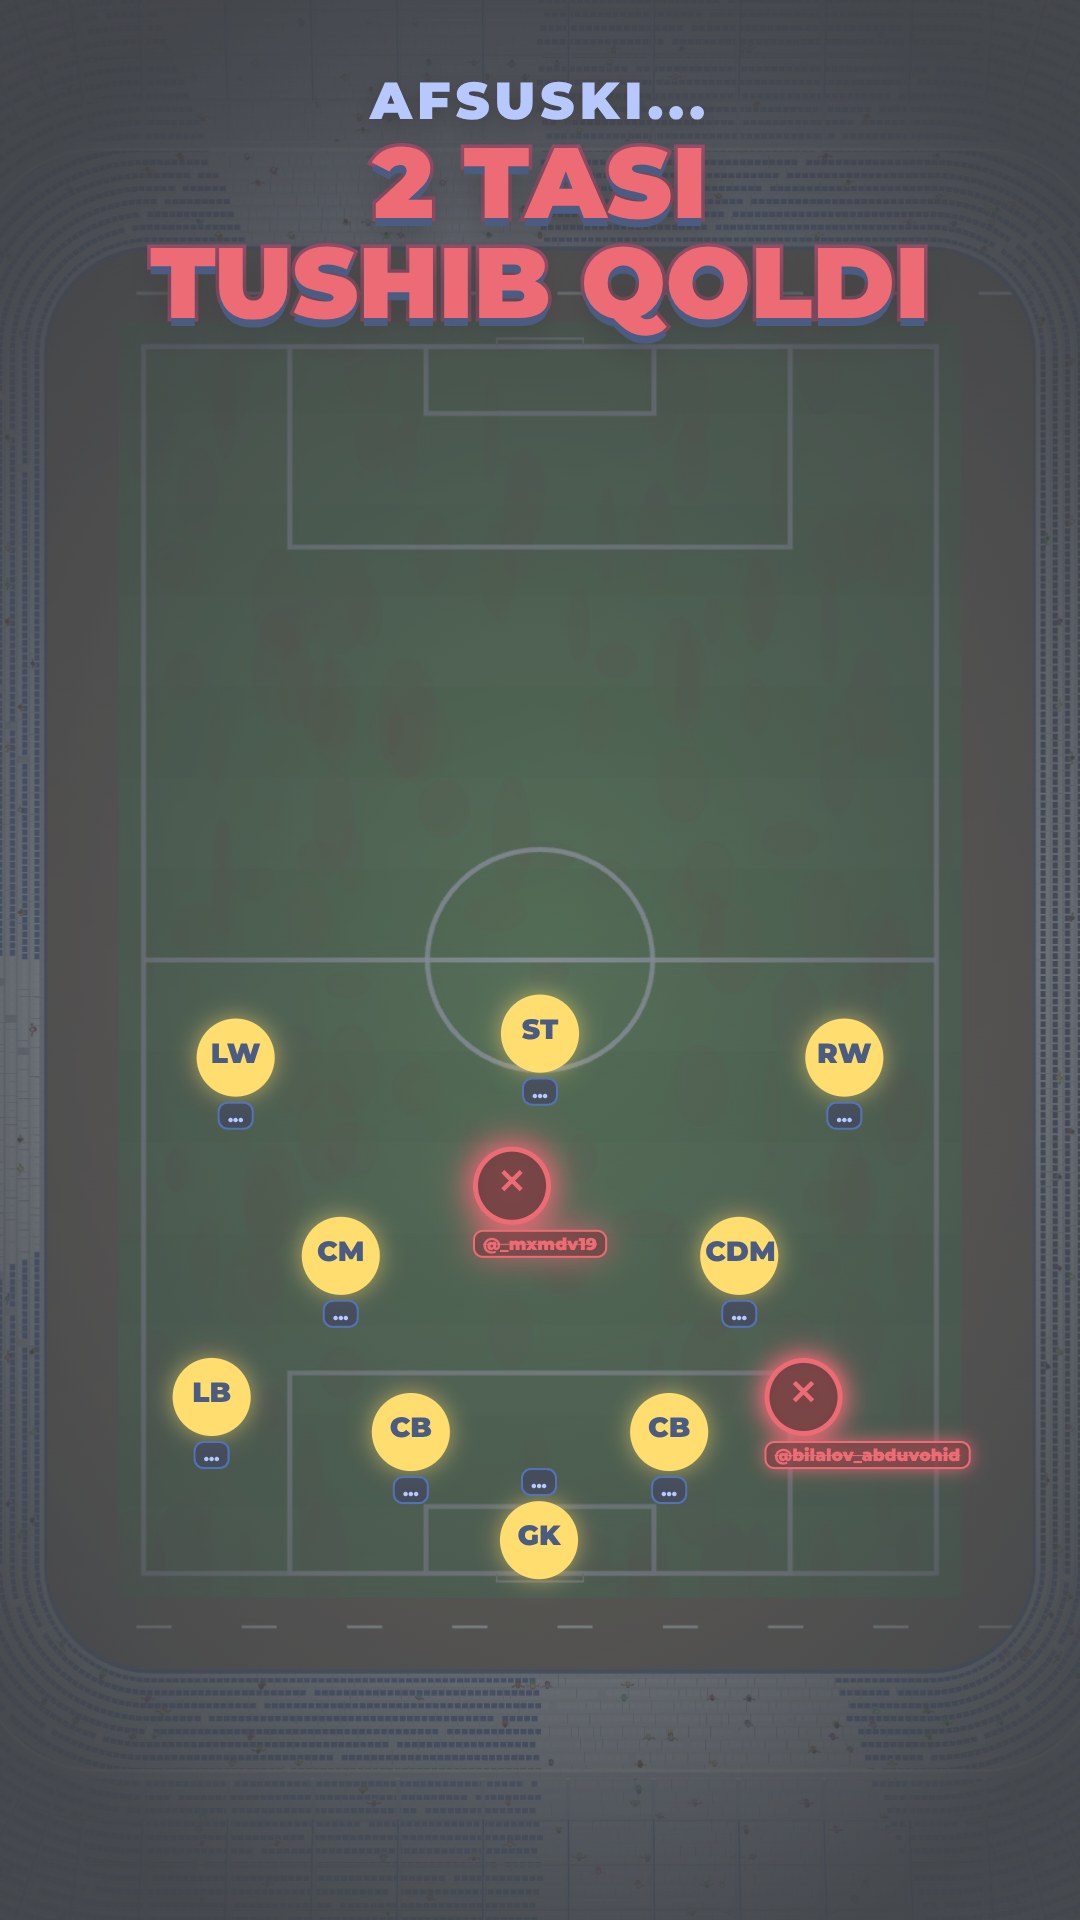 AFSUSKI...
2 TASI
TUSHIB QOLDI
ST
...
LW
...
RW
...
×
@_mxmdv19
CM
...
CDM
...
LB
...
×
@bilalov_abduvohid
CB
...
CB
...
...
GK